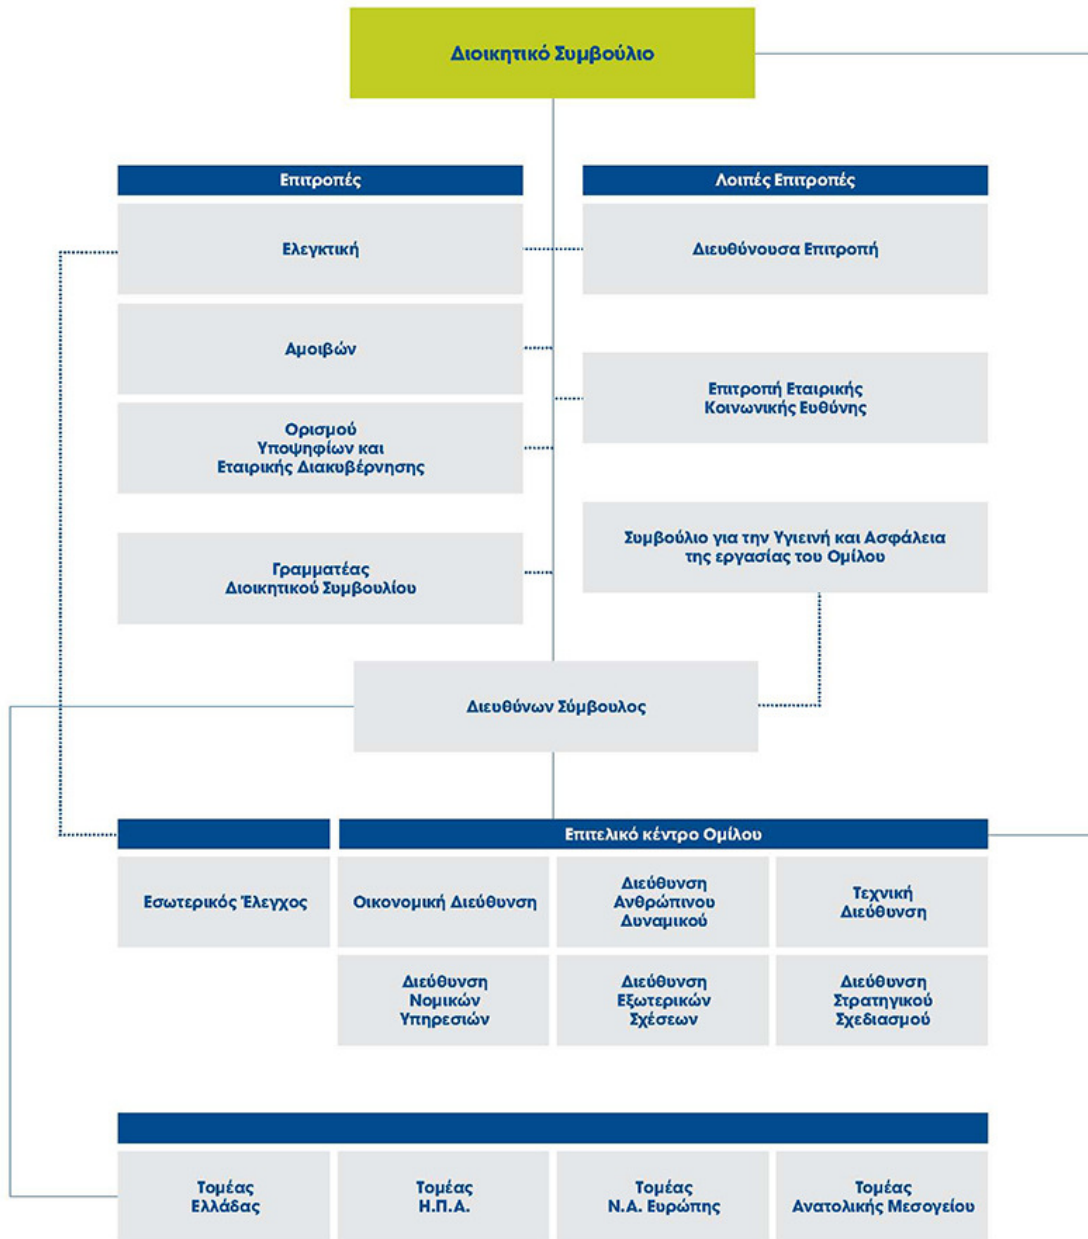 Διοικητικό Συμβούλιο
Επιτροπές
Λοιπές Επιτροπές
Ελεγκτική
Διευθύνουσα Επιτροπή
Αμοιβών
Επιτροπή Εταιρικής
Κοινωνικής Ευθύνης
Ορισμού
Υποψηφίων και
Εταιρικής Διακυβέρνησης
Συμβούλιο για την Υγιεινή και Ασφάλεια
της εργασίας του Ομίλου
Γραμματέας
Διοικητικού Συμβουλίου
Διευθύνων Σύμβουλος
Επιτελικό κέντρο Ομίλου
Εσωτερικός Έλεγχος
Οικονομική Διεύθυνση
Διεύθυνση
Ανθρώπινου
Δυναμικού
Τεχνική
Διεύθυνση
Διεύθυνση
Νομικών
Υπηρεσιών
Διεύθυνση
Εξωτερικών
Σχέσεων
Διεύθυνση
Στρατηγικού
Σχεδιασμού
Τομέας
Ελλάδας
Τομέας
Η.Π.Α.
Τομέας
Ν.Α. Ευρώπης
Τομέας
Ανατολικής Μεσογείου